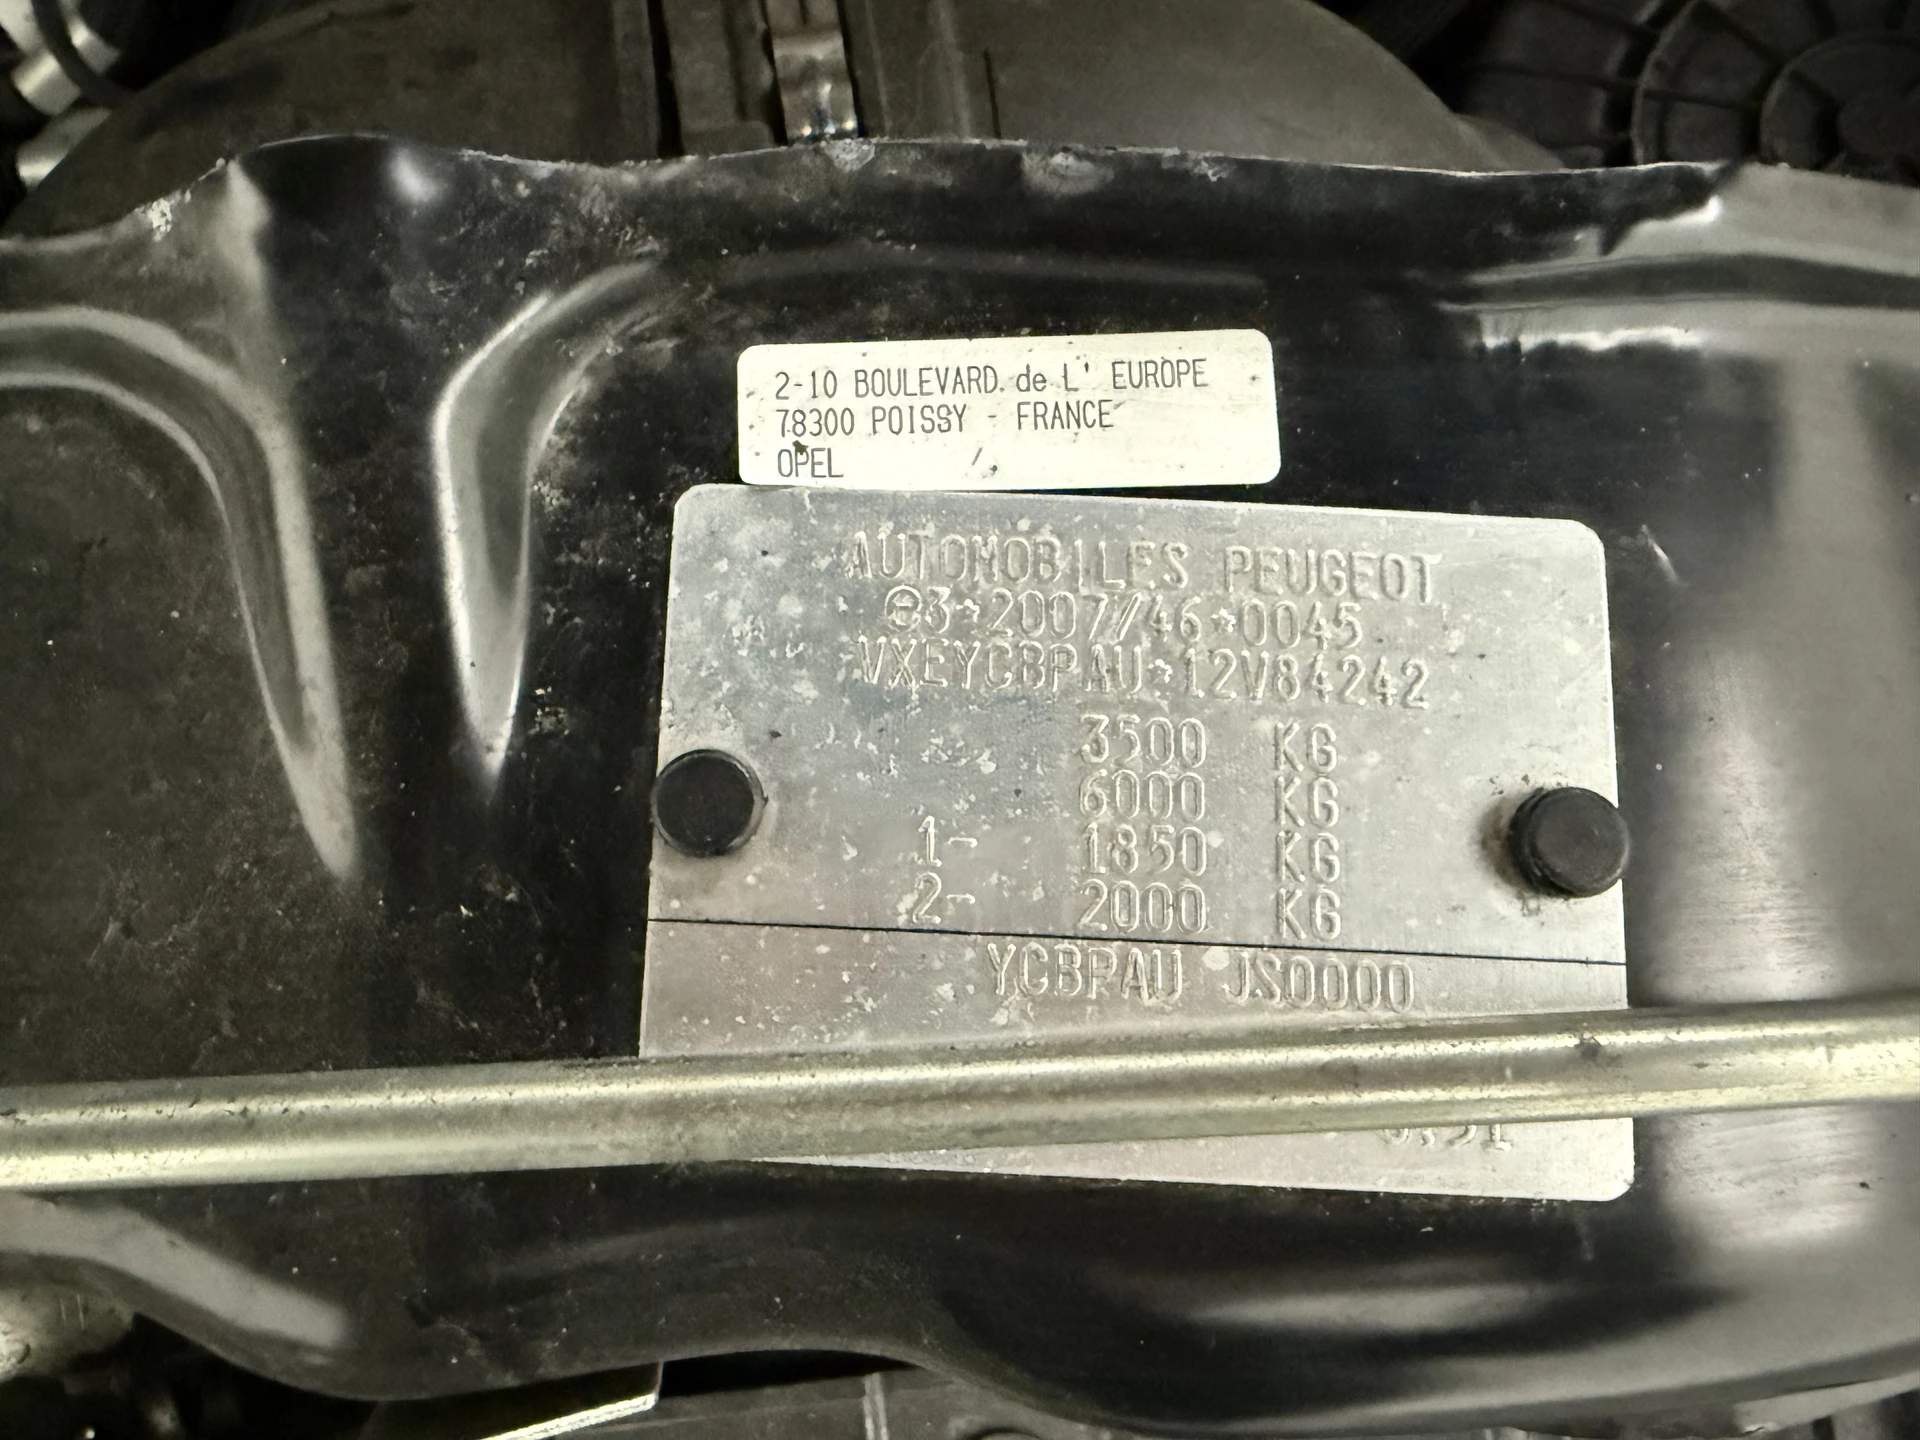 2-10 BOULEVARD. de L' EUROPE
78300 POISSY - FRANCE
OPEL
AUTOMOBILES PEUGEOT
e3*2007/46*0045
VXEYCBPAU*12V84242
3500 KG
6000 KG
1- 1850 KG
2- 2000 KG
YCBPAU JS0000